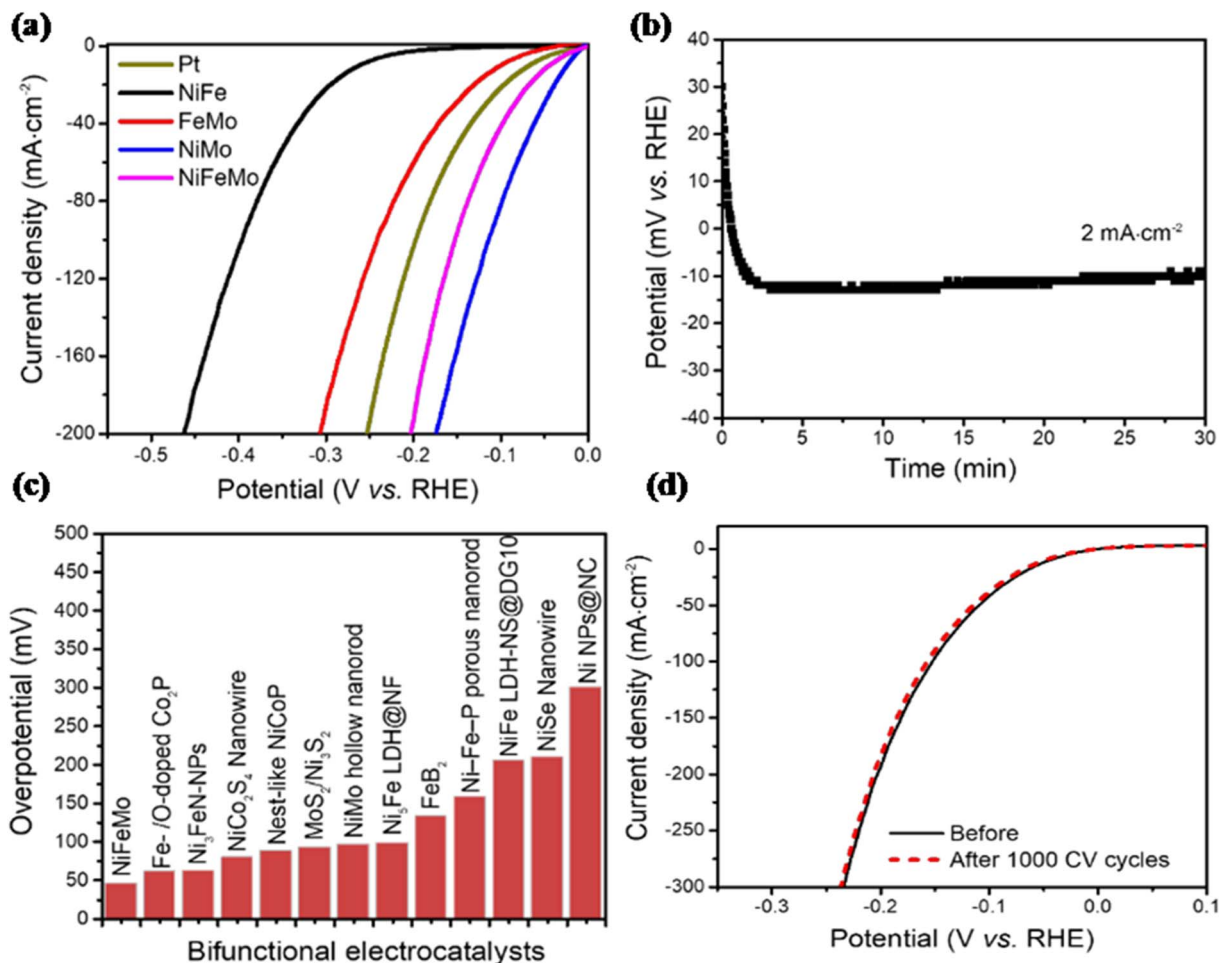 (a)
0
-40
-80
-120
-160
-200
Current density (mA·cm⁻²)
Pt
NiFe
FeMo
NiMo
NiFeMo
-0.5
-0.4
-0.3
-0.2
-0.1
0.0
Potential (V vs. RHE)
(b)
40
30
20
10
0
-10
-20
-30
-40
Potential (mV vs. RHE)
2 mA·cm⁻²
0
5
10
15
20
25
30
Time (min)
(c)
500
450
400
350
300
250
200
150
100
50
0
Overpotential (mV)
NiFeMo
Fe- /O-doped Co₂P
Ni₃FeN-NPs
NiCo₂S₄ Nanowire
Nest-like NiCoP
MoS₂/Ni₃S₂
NiMo hollow nanorod
Ni₅Fe LDH@NF
FeB₂
Ni–Fe–P porous nanorod
NiFe LDH-NS@DG10
NiSe Nanowire
Ni NPs@NC
Bifunctional electrocatalysts
(d)
0
-50
-100
-150
-200
-250
-300
Current density (mA·cm⁻²)
Before
After 1000 CV cycles
-0.3
-0.2
-0.1
0.0
0.1
Potential (V vs. RHE)